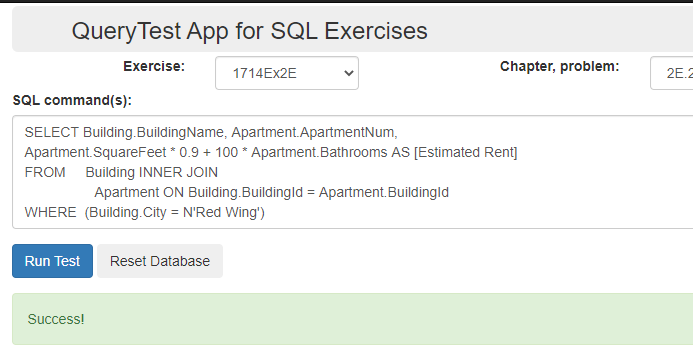 QueryTest App for SQL Exercises
Exercise: 1714Ex2E Chapter, problem: 2E.2
SQL command(s):
SELECT Building.BuildingName, Apartment.ApartmentNum,
Apartment.SquareFeet * 0.9 + 100 * Apartment.Bathrooms AS [Estimated Rent]
FROM Building INNER JOIN
Apartment ON Building.BuildingId = Apartment.BuildingId
WHERE (Building.City = N'Red Wing')
Run Test Reset Database
Success!